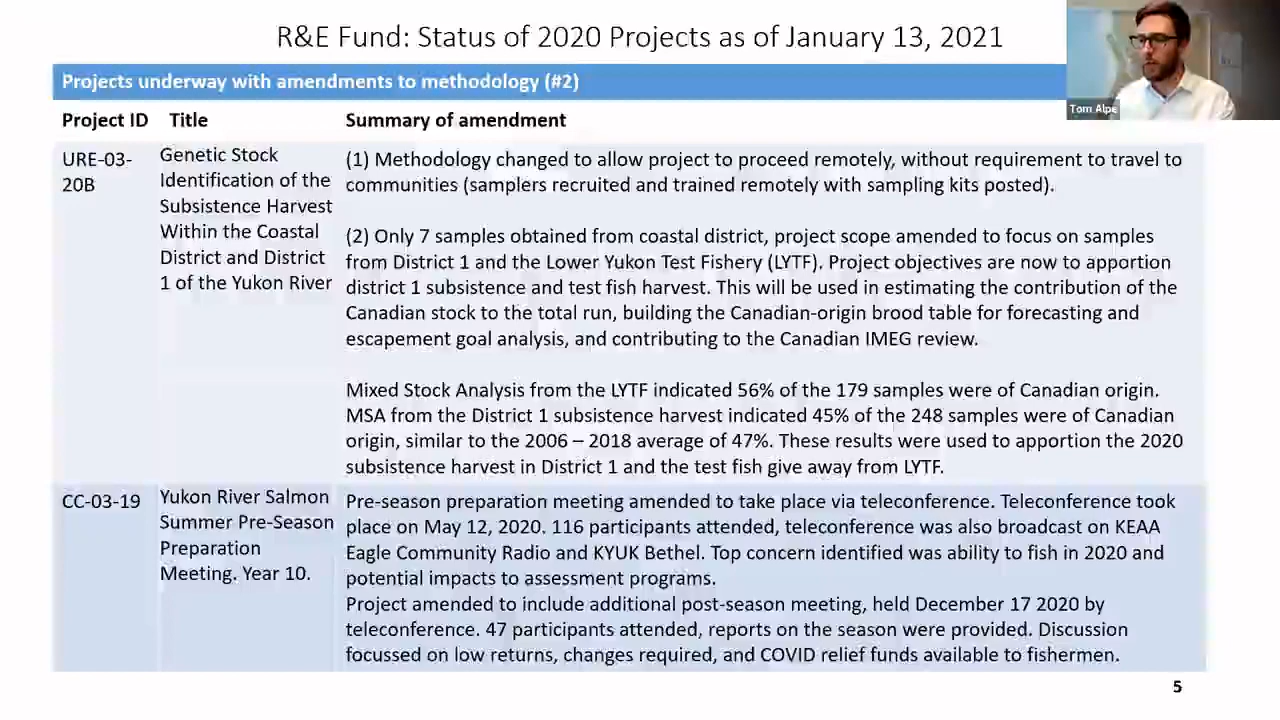 R&E Fund: Status of 2020 Projects as of January 13, 2021
Tom Alpe
Projects underway with amendments to methodology (#2)
Project ID Title Summary of amendment
URE-03-
20B
Genetic Stock
Identification of the
Subsistence Harvest
Within the Coastal
District and District
1 of the Yukon River
(1) Methodology changed to allow project to proceed remotely, without requirement to travel to
communities (samplers recruited and trained remotely with sampling kits posted).
(2) Only 7 samples obtained from coastal district, project scope amended to focus on samples
from District 1 and the Lower Yukon Test Fishery (LYTF). Project objectives are now to apportion
district 1 subsistence and test fish harvest. This will be used in estimating the contribution of the
Canadian stock to the total run, building the Canadian-origin brood table for forecasting and
escapement goal analysis, and contributing to the Canadian IMEG review.
Mixed Stock Analysis from the LYTF indicated 56% of the 179 samples were of Canadian origin.
MSA from the District 1 subsistence harvest indicated 45% of the 248 samples were of Canadian
origin, similar to the 2006 – 2018 average of 47%. These results were used to apportion the 2020
subsistence harvest in District 1 and the test fish give away from LYTF.
CC-03-19
Yukon River Salmon
Summer Pre-Season
Preparation
Meeting. Year 10.
Pre-season preparation meeting amended to take place via teleconference. Teleconference took
place on May 12, 2020. 116 participants attended, teleconference was also broadcast on KEAA
Eagle Community Radio and KYUK Bethel. Top concern identified was ability to fish in 2020 and
potential impacts to assessment programs.
Project amended to include additional post-season meeting, held December 17 2020 by
teleconference. 47 participants attended, reports on the season were provided. Discussion
focussed on low returns, changes required, and COVID relief funds available to fishermen.
5